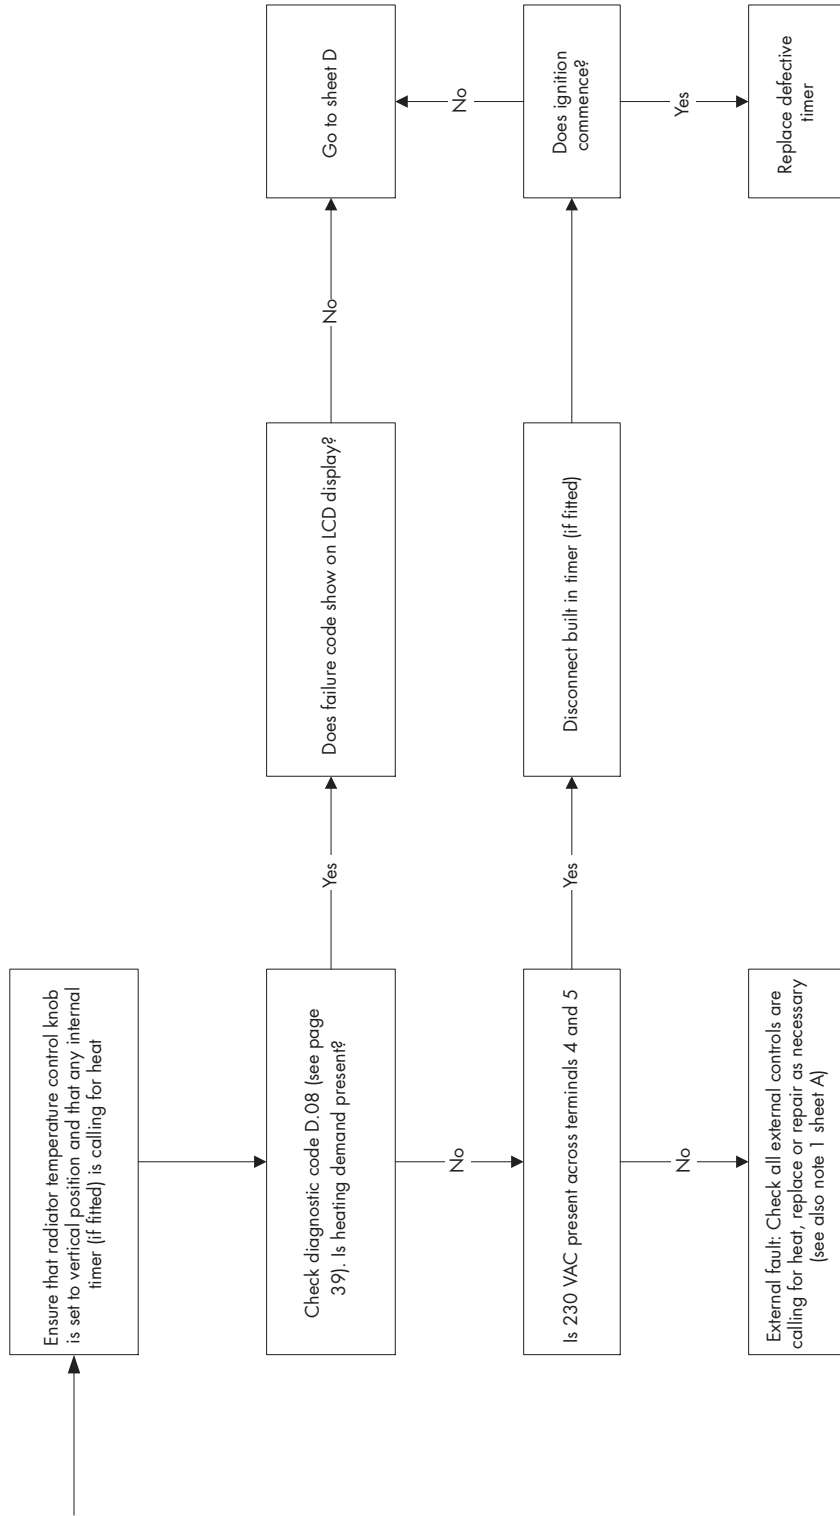 Ensure that radiator temperature control knob
is set to vertical position and that any internal
timer (if fitted) is calling for heat
Check diagnostic code D.08 (see page
39). Is heating demand present?
Yes
Does failure code show on LCD display?
No
Go to sheet D
No
Is 230 VAC present across terminals 4 and 5
Yes
Disconnect built in timer (if fitted)
Does ignition
commence?
No
Yes
Replace defective
timer
No
External fault: Check all external controls are
calling for heat, replace or repair as necessary
(see also note 1 sheet A)